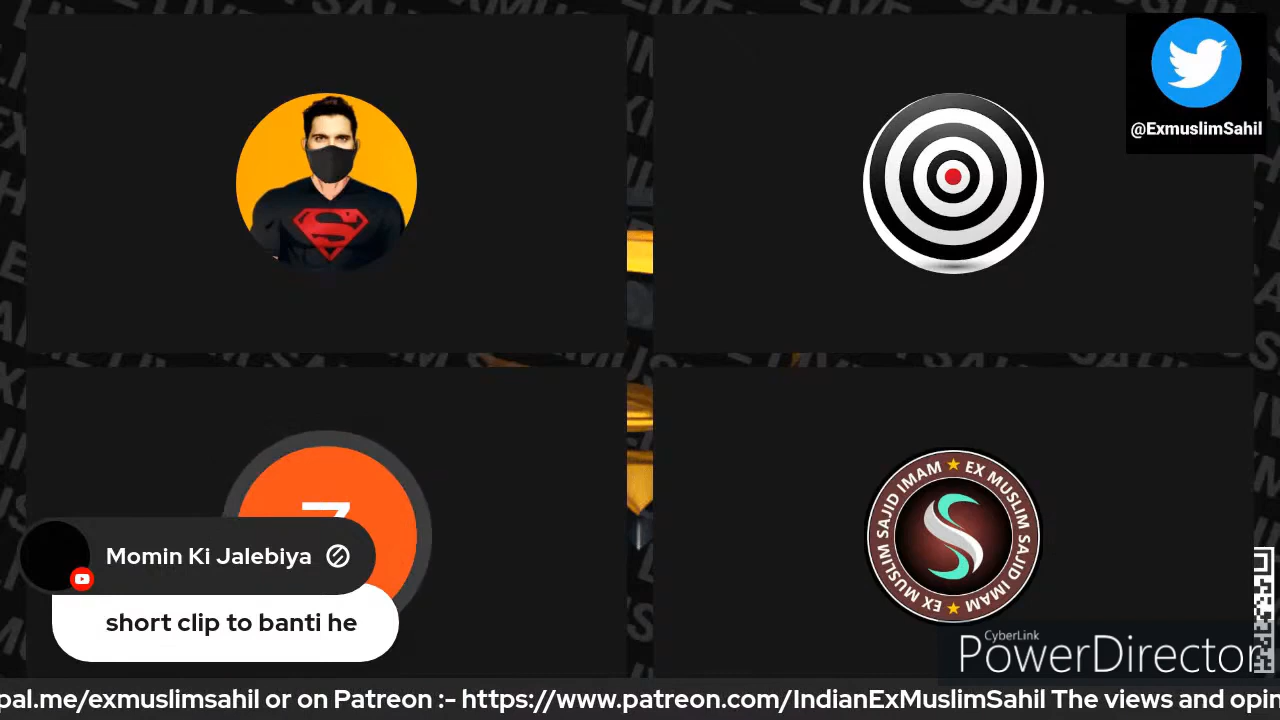 @ExmuslimSahil
EX MUSLIM SAJID IMAM ★ EX MUSLIM SAJID IMAM ★
Momin Ki Jalebiya
short clip to banti he
CyberLink
PowerDirector
pal.me/exmuslimsahil or on Patreon :- https://www.patreon.com/IndianExMuslimSahil The views and opin